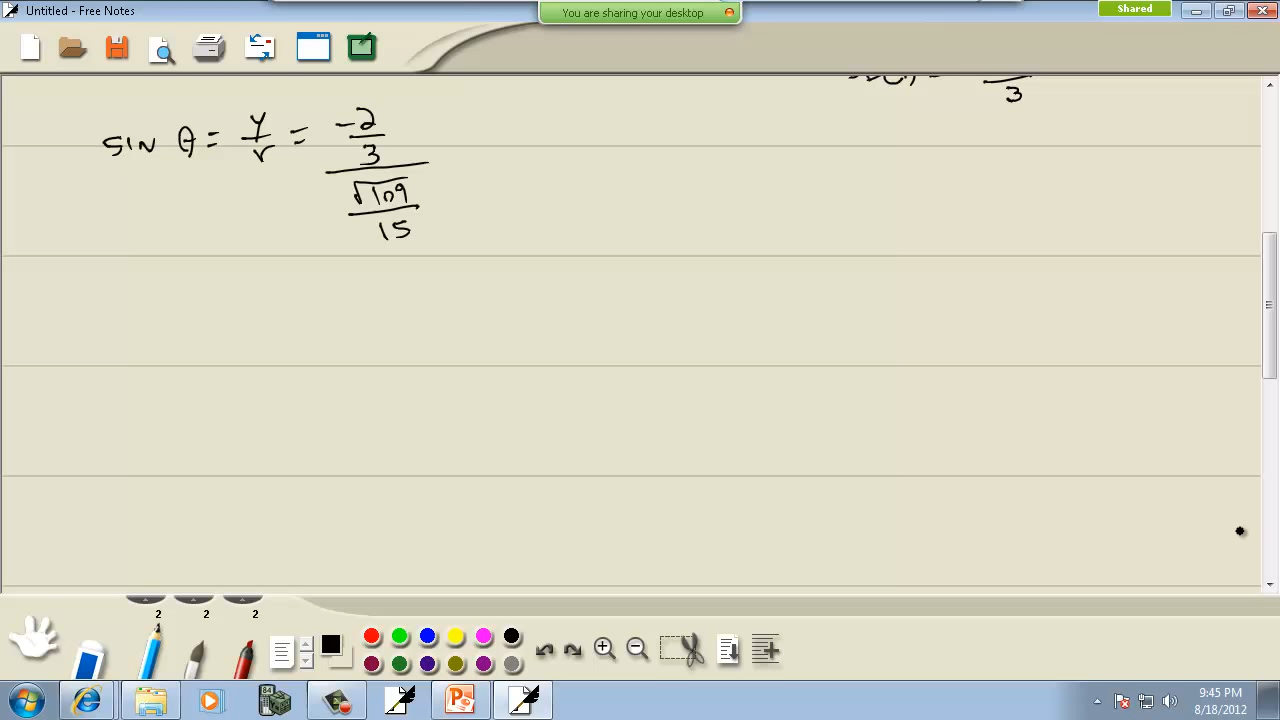 Untitled - Free Notes
You are sharing your desktop
Shared
3
sin θ = y/r = -2/3 / √109/15
2 2 2
84
9:45 PM
8/18/2012